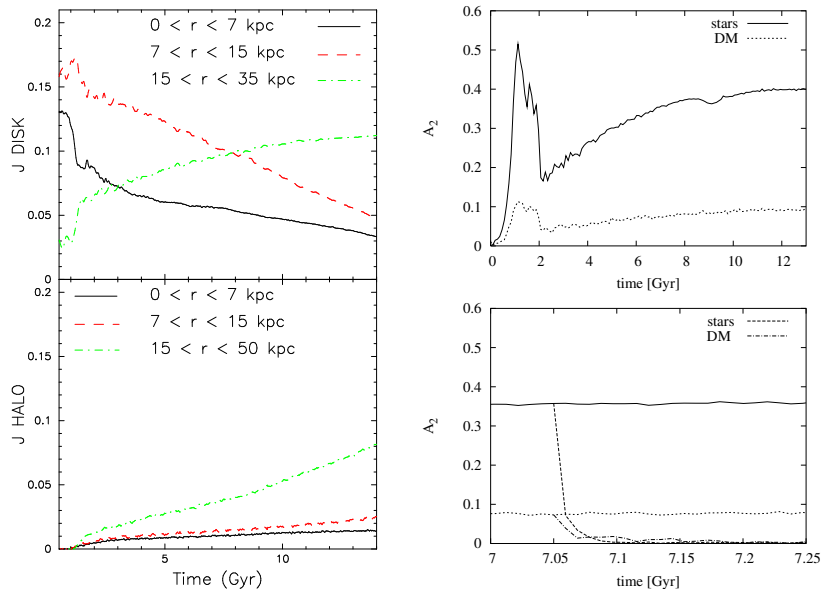 0 < r < 7 kpc
7 < r < 15 kpc
15 < r < 35 kpc
0.2
0.15
0.1
0.05
0
J DISK
0 < r < 7 kpc
7 < r < 15 kpc
15 < r < 50 kpc
0.2
0.15
0.1
0.05
0
J HALO
5
10
Time (Gyr)
stars
DM
0.6
0.5
0.4
0.3
0.2
0.1
0
A2
0 2 4 6 8 10 12
time [Gyr]
stars
DM
0.6
0.5
0.4
0.3
0.2
0.1
0
A2
7 7.05 7.1 7.15 7.2 7.25
time [Gyr]